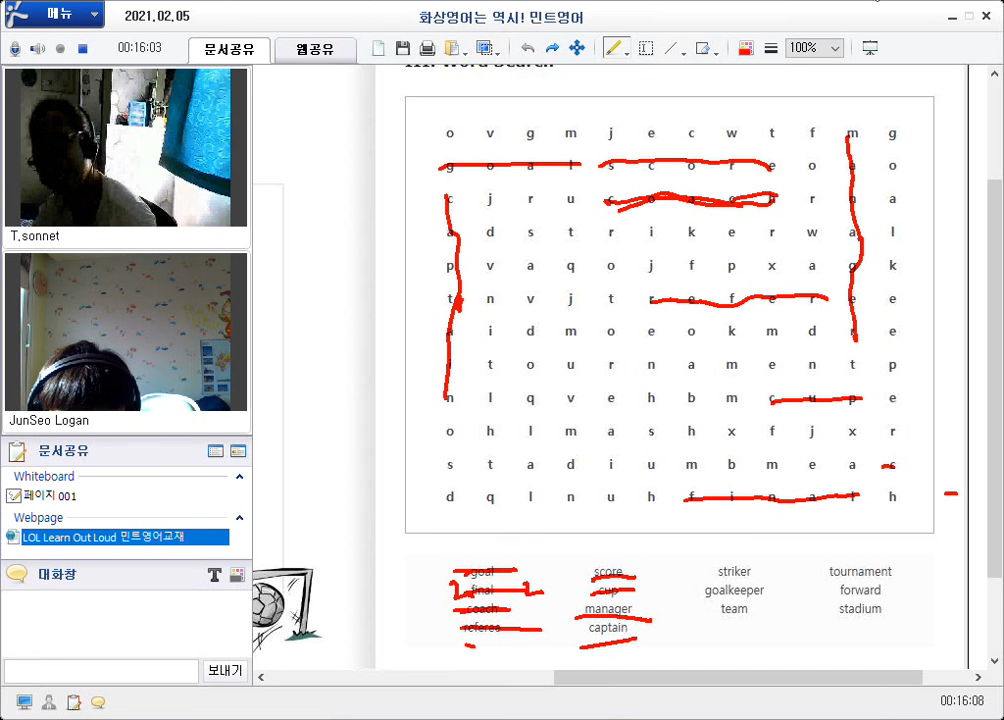 메뉴 2021.02.05 화상영어는 역시! 민트영어
00:16:03 문서공유 웹공유 100%
T.sonnet
JunSeo Logan
문서공유
Whiteboard
페이지 001
Webpage
LOL Learn Out Loud 민트영어교재
대화창
보내기
III. Word Search
o v g m j e c w t f m g
g o a l s c o r e o a o
c j r u c o a c h r n a
a d s t r i k e r w a l
p v a q o j f p x a g k
t n v j t r e f e r e e
a i d m o e o k m d r e
i t o u r n a m e n t p
n l q v e h b m c u p e
o h l m a s h x f j x r
s t a d i u m b m e a c
d q l n u h f i n a l h
goal score striker tournament
final cup goalkeeper forward
coach manager team stadium
referee captain
00:16:08